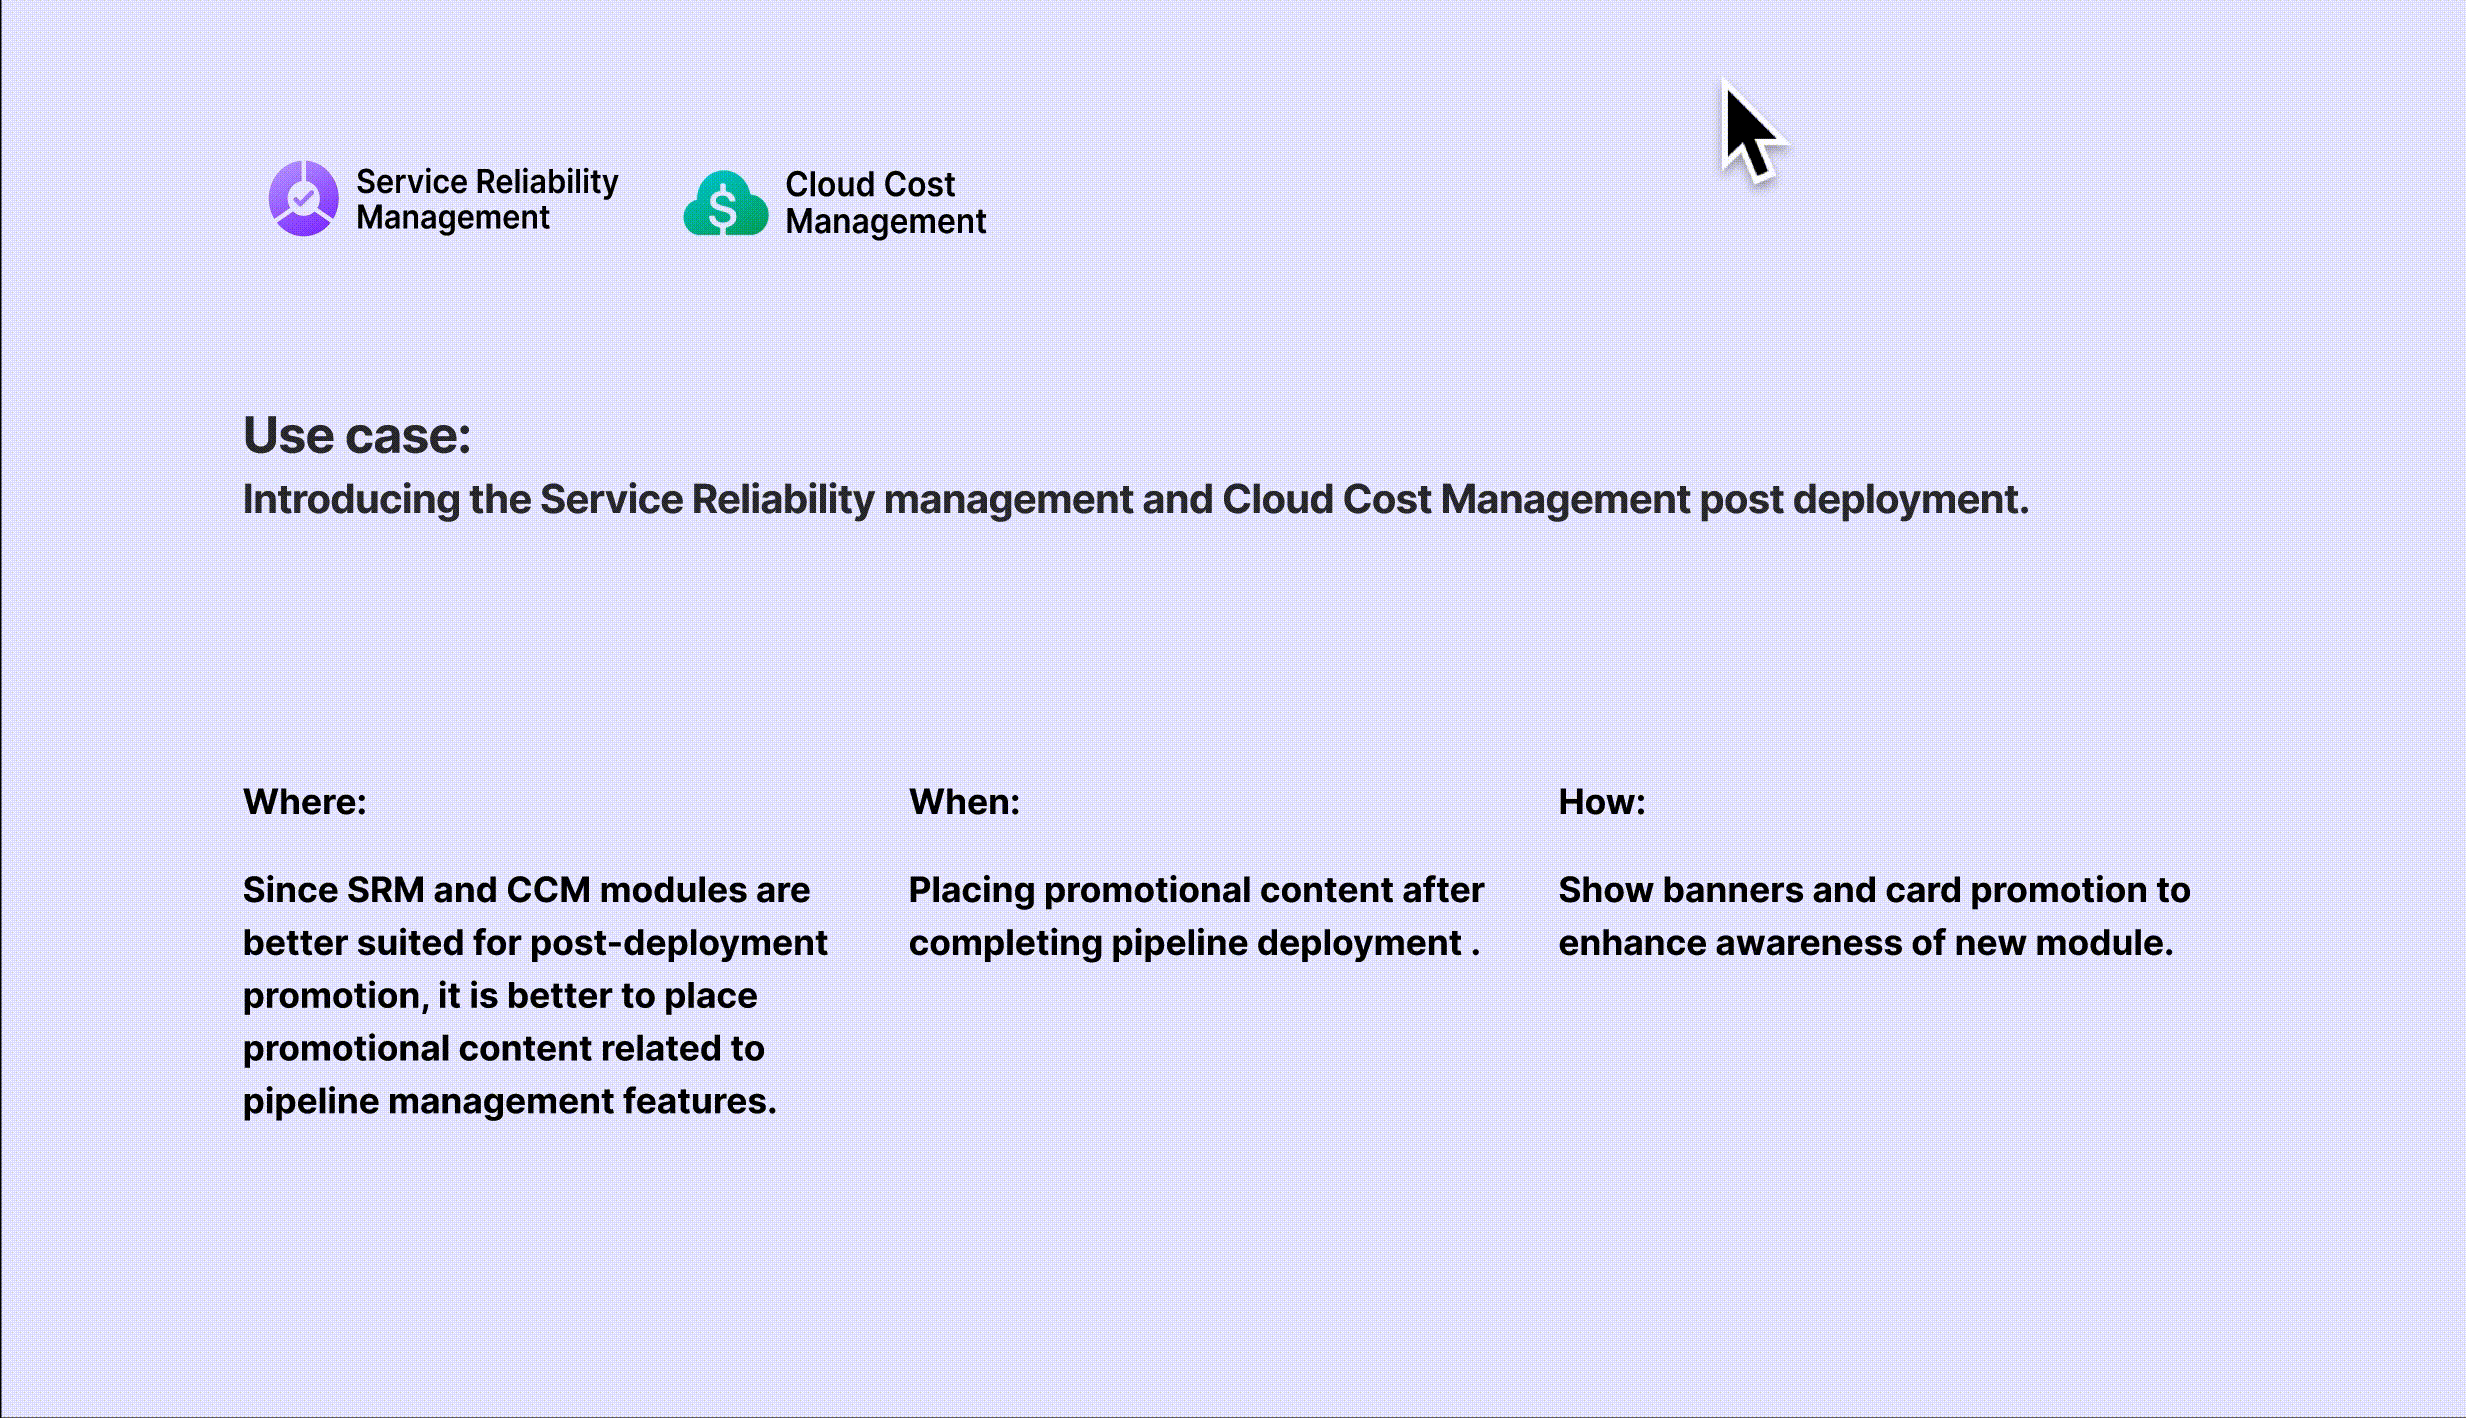 Service Reliability
Management
Cloud Cost
Management
Use case:
Introducing the Service Reliability management and Cloud Cost Management post deployment.
Where:
Since SRM and CCM modules are
better suited for post-deployment
promotion, it is better to place
promotional content related to
pipeline management features.
When:
Placing promotional content after
completing pipeline deployment .
How:
Show banners and card promotion to
enhance awareness of new module.